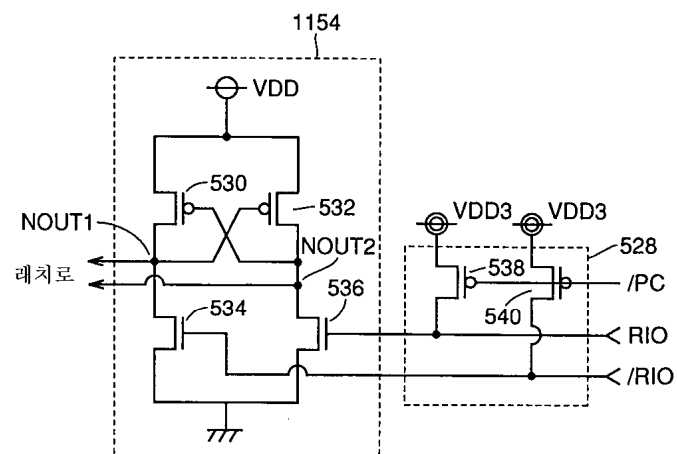 1154
VDD
530
532
NOUT1
NOUT2
래치로
534
536
VDD3
VDD3
528
538
/PC
540
RIO
/RIO